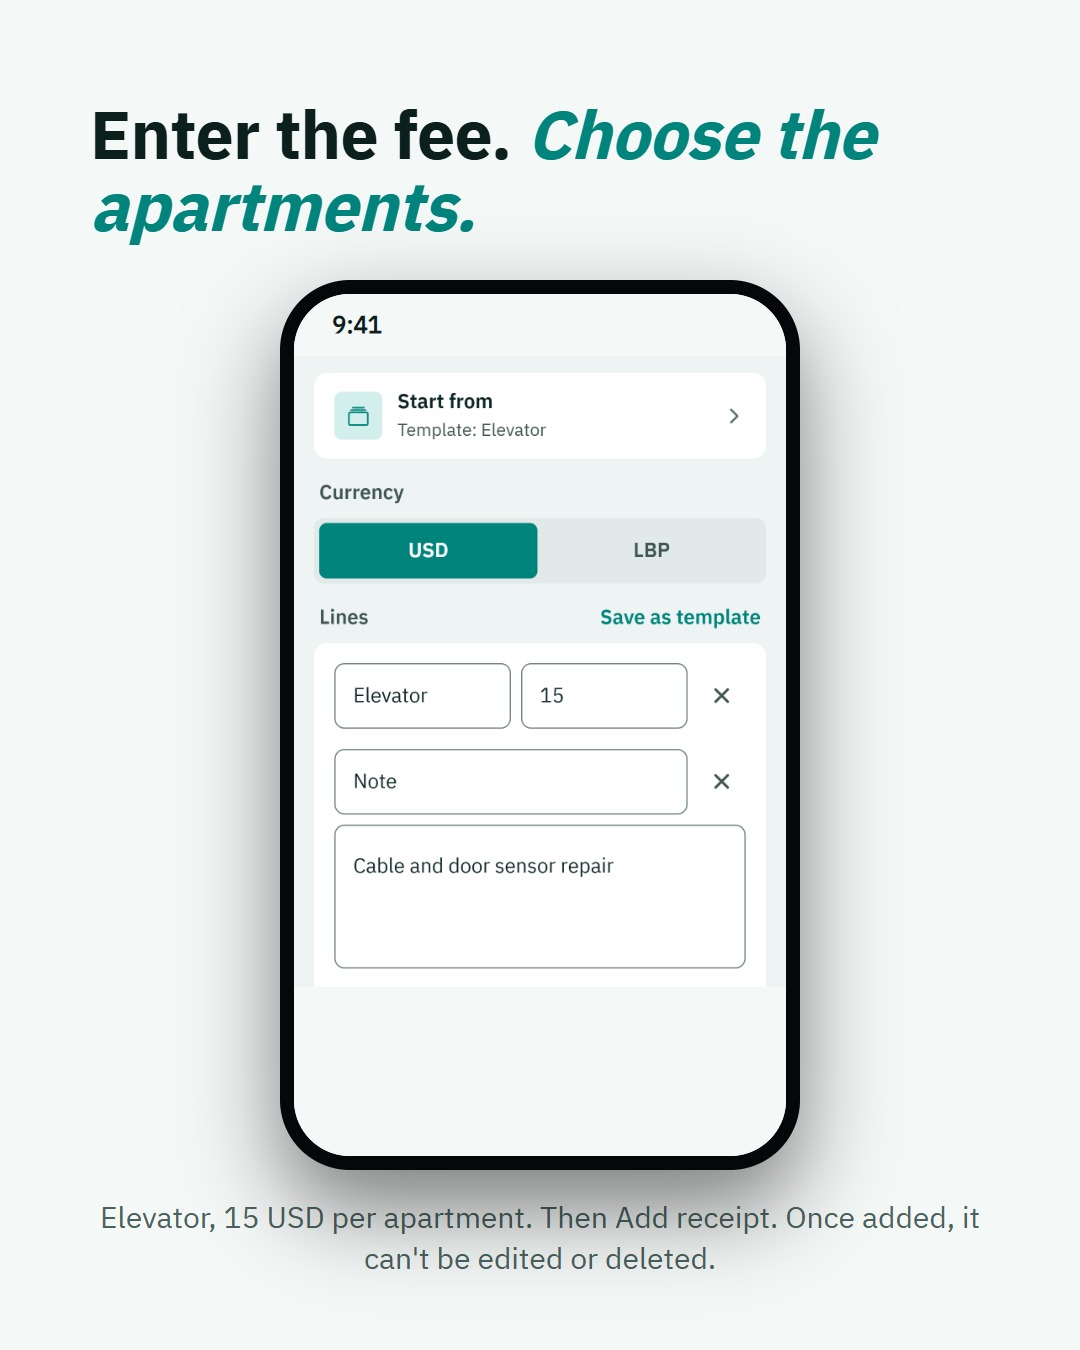 Enter the fee. Choose the
apartments.
9:41
Start from
Template: Elevator
Currency
USD
LBP
Lines
Save as template
Elevator
15
Note
Cable and door sensor repair
Elevator, 15 USD per apartment. Then Add receipt. Once added, it
can't be edited or deleted.